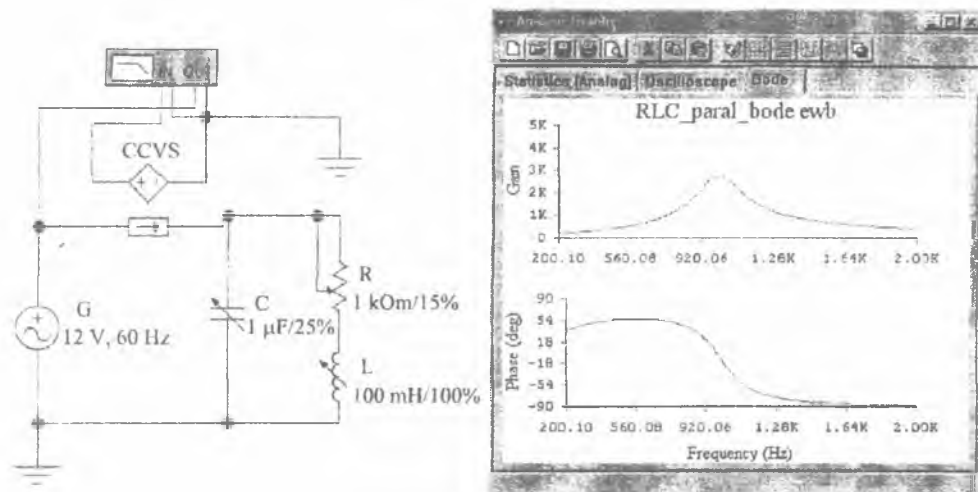 IN OUT
CCVS
G
12 V, 60 Hz
C
1 µF/25%
R
1 kOm/15%
L
100 mH/100%
Statistics (Analog) Oscilloscope Bode
RLC_paral_bode ewb
Gain
5K
4K
3K
2K
1K
0
200.10 560.08 920.06 1.28K 1.64K 2.00K
Phase (deg)
90
54
18
-18
-54
-90
200.10 560.08 920.06 1.28K 1.64K 2.00K
Frequency (Hz)